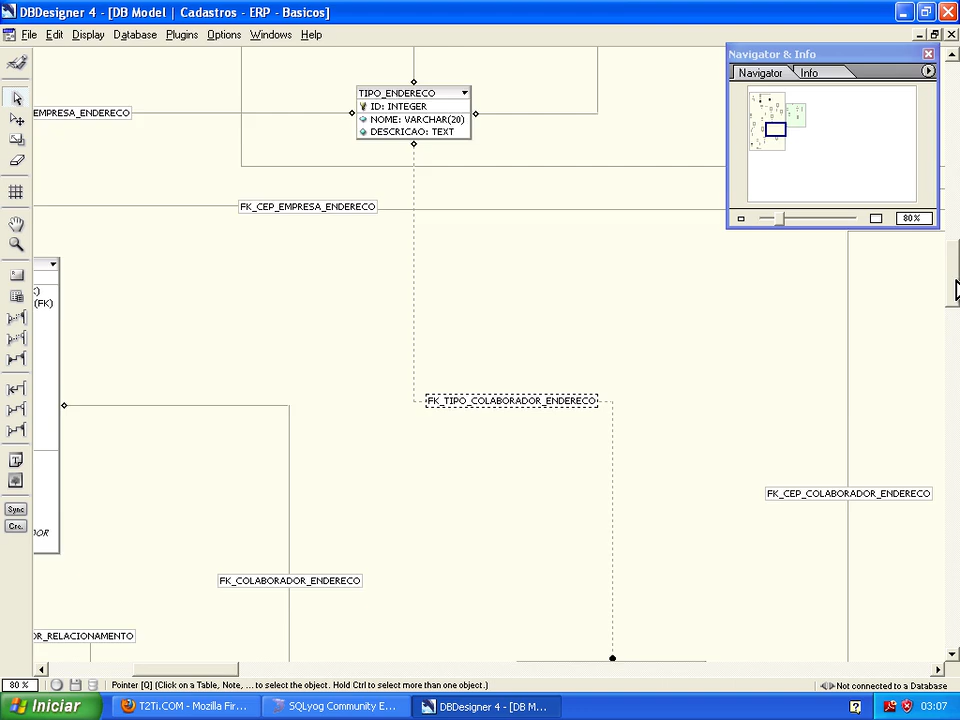 DBDesigner 4 - [DB Model | Cadastros - ERP - Basicos]
File Edit Display Database Plugins Options Windows Help
Navigator & Info
Navigator Info
80%
TIPO_ENDERECO
ID: INTEGER
NOME: VARCHAR(20)
DESCRICAO: TEXT
EMPRESA_ENDERECO
FK_CEP_EMPRESA_ENDERECO
K)
(FK)
FK_TIPO_COLABORADOR_ENDERECO
FK_CEP_COLABORADOR_ENDERECO
Sync
Cre.
DOR
FK_COLABORADOR_ENDERECO
OR_RELACIONAMENTO
80 % Pointer [Q] (Click on a Table, Note, ... to select the object. Hold Ctrl to select more than one object.) Not connected to a Database
Iniciar T2Ti.COM - Mozilla Fir... SQLyog Community E... DBDesigner 4 - [DB M... 03:07